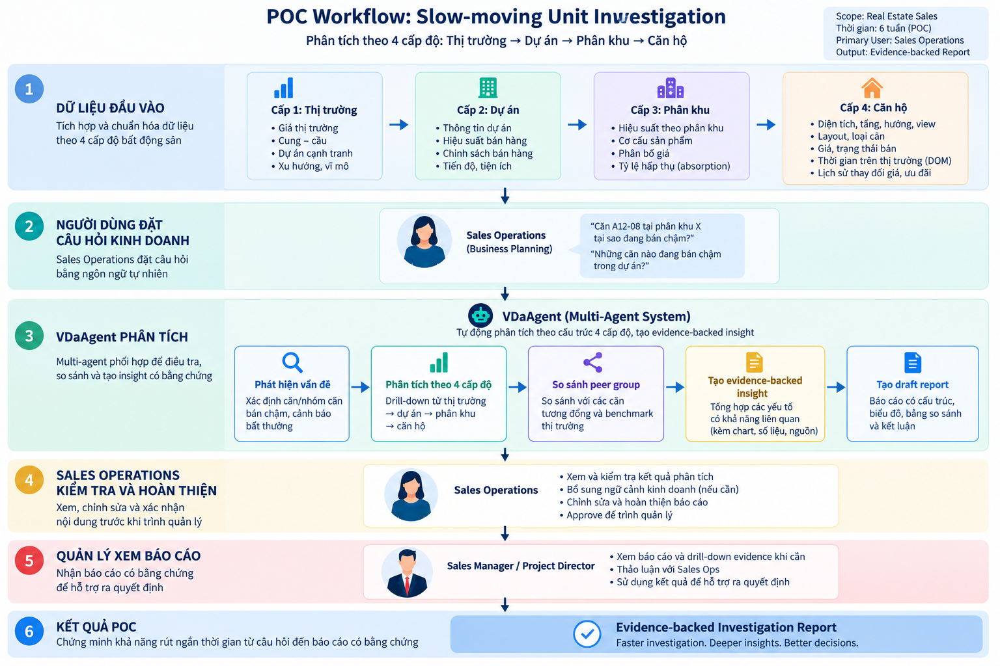 POC Workflow: Slow-moving Unit Investigation
Phân tích theo 4 cấp độ: Thị trường → Dự án → Phân khu → Căn hộ
Scope: Real Estate Sales
Thời gian: 6 tuần (POC)
Primary User: Sales Operations
Output: Evidence-backed Report
1
DỮ LIỆU ĐẦU VÀO
Tích hợp và chuẩn hóa dữ liệu
theo 4 cấp độ bất động sản
Cấp 1: Thị trường
• Giá thị trường
• Cung – cầu
• Dự án cạnh tranh
• Xu hướng, vĩ mô
Cấp 2: Dự án
• Thông tin dự án
• Hiệu suất bán hàng
• Chính sách bán hàng
• Tiến độ, tiện ích
Cấp 3: Phân khu
• Hiệu suất theo phân khu
• Cơ cấu sản phẩm
• Phân bố giá
• Tỷ lệ hấp thụ (absorption)
Cấp 4: Căn hộ
• Diện tích, tầng, hướng, view
• Layout, loại căn
• Giá, trạng thái bán
• Thời gian trên thị trường (DOM)
• Lịch sử thay đổi giá, ưu đãi
2
NGƯỜI DÙNG ĐẶT
CÂU HỎI KINH DOANH
Sales Operations đặt câu hỏi
bằng ngôn ngữ tự nhiên
Sales Operations
(Business Planning)
“Căn A12-08 tại phân khu X
tại sao đang bán chậm?”
“Những căn nào đang bán chậm
trong dự án?”
3
VDaAgent PHÂN TÍCH
Multi-agent phối hợp để điều tra,
so sánh và tạo insight có bằng chứng
VDaAgent (Multi-Agent System)
Tự động phân tích theo cấu trúc 4 cấp độ, tạo evidence-backed insight
Phát hiện vấn đề
Xác định căn/nhóm căn
bán chậm, cảnh báo
bất thường
Phân tích theo 4 cấp độ
Drill-down từ thị trường
→ dự án → phân khu
→ căn hộ
So sánh peer group
So sánh với các căn
tương đồng và benchmark
thị trường
Tạo evidence-backed
insight
Tổng hợp các yếu tố
có khả năng liên quan
(kèm chart, số liệu, nguồn)
Tạo draft report
Báo cáo có cấu trúc,
biểu đồ, bảng so sánh
và kết luận
4
SALES OPERATIONS
KIỂM TRA VÀ HOÀN THIỆN
Xem, chỉnh sửa và xác nhận
nội dung trước khi trình quản lý
Sales Operations
• Xem và kiểm tra kết quả phân tích
• Bổ sung ngữ cảnh kinh doanh (nếu cần)
• Chỉnh sửa và hoàn thiện báo cáo
• Approve để trình quản lý
5
QUẢN LÝ XEM BÁO CÁO
Nhận báo cáo có bằng chứng
để hỗ trợ ra quyết định
Sales Manager / Project Director
• Xem báo cáo và drill-down evidence khi cần
• Thảo luận với Sales Ops
• Sử dụng kết quả để hỗ trợ ra quyết định
6
KẾT QUẢ POC
Chứng minh khả năng rút ngắn thời gian từ câu hỏi đến báo cáo có bằng chứng
Evidence-backed Investigation Report
Faster investigation. Deeper insights. Better decisions.